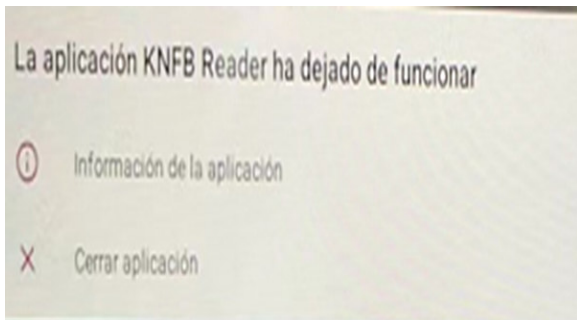 La aplicación KNFB Reader ha dejado de funcionar
Información de la aplicación
Cerrar aplicación